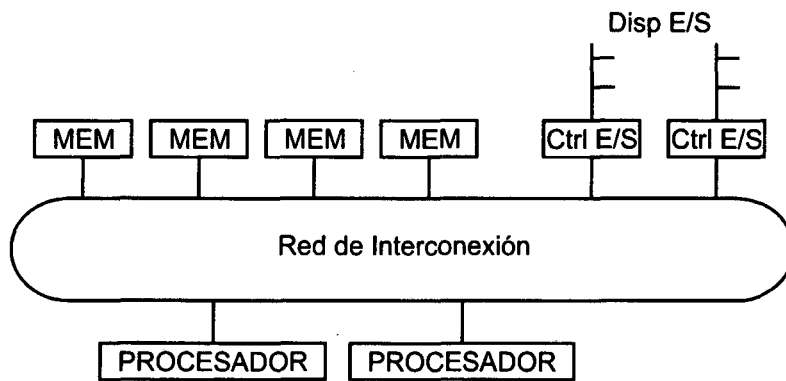 Disp E/S
MEM MEM MEM MEM Ctrl E/S Ctrl E/S
Red de Interconexión
PROCESADOR PROCESADOR